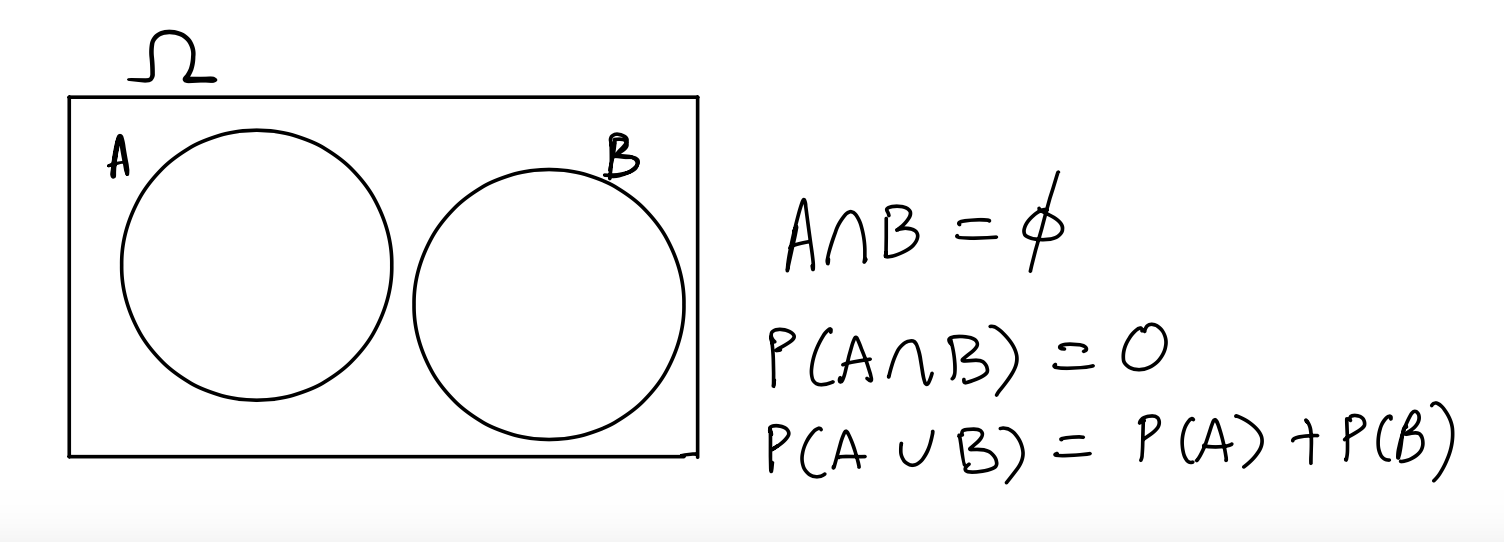 Ω
A
B
A∩B = ϕ
P(A∩B) = 0
P(A ∪ B) = P(A) + P(B)